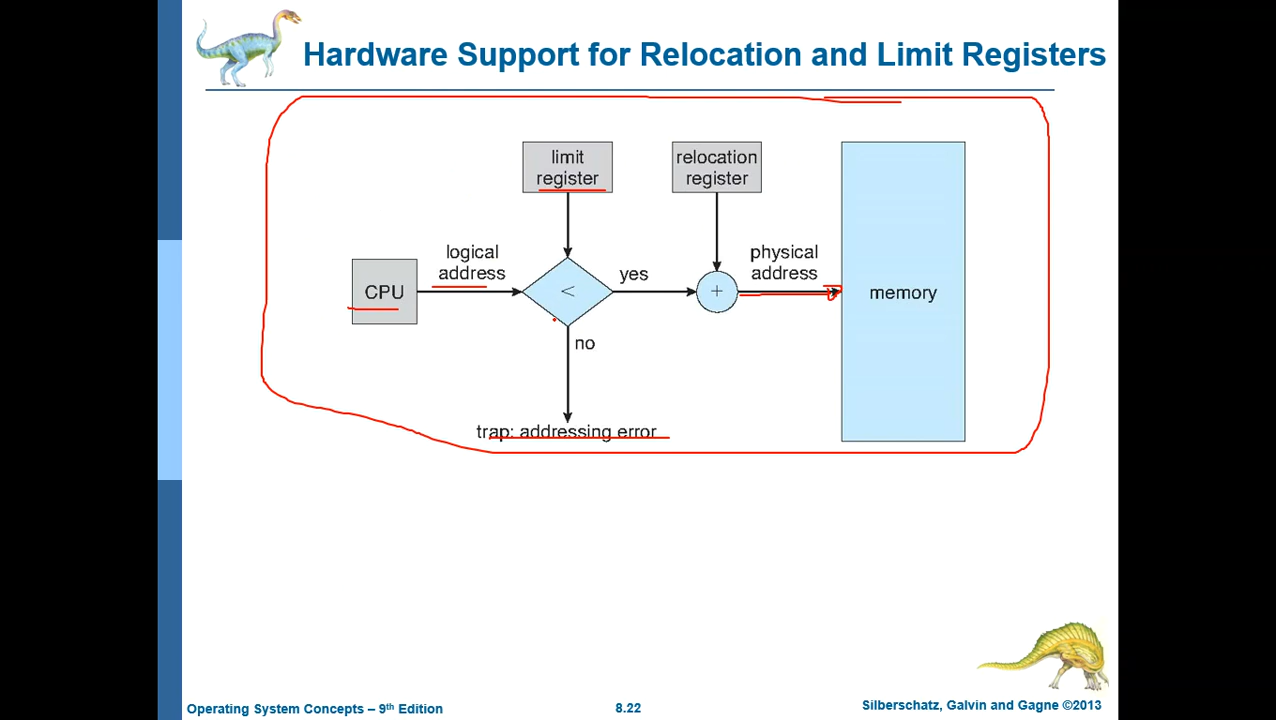 Hardware Support for Relocation and Limit Registers
limit
register
relocation
register
logical
address
yes
physical
address
CPU
<
+
memory
no
trap: addressing error
Operating System Concepts – 9th Edition
8.22
Silberschatz, Galvin and Gagne ©2013